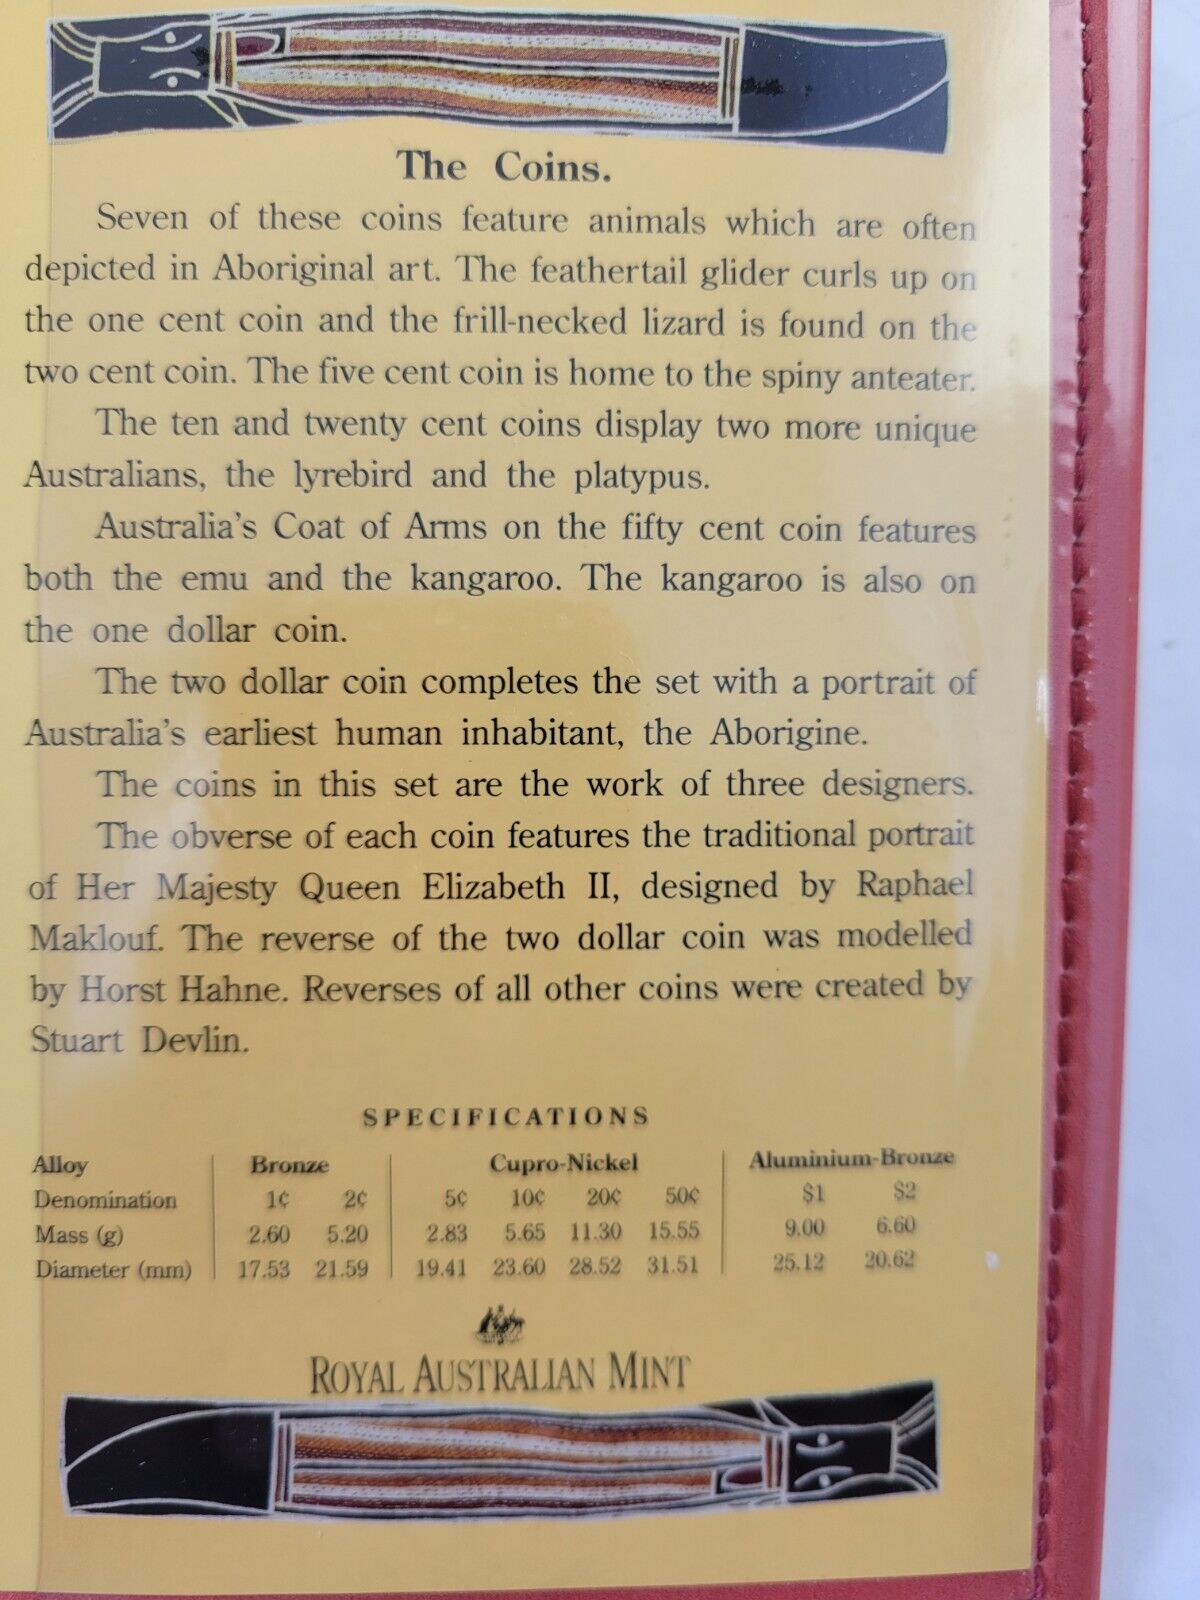 The Coins.
Seven of these coins feature animals which are often
depicted in Aboriginal art. The feathertail glider curls up on
the one cent coin and the frill-necked lizard is found on the
two cent coin. The five cent coin is home to the spiny anteater.
The ten and twenty cent coins display two more unique
Australians, the lyrebird and the platypus.
Australia's Coat of Arms on the fifty cent coin features
both the emu and the kangaroo. The kangaroo is also on
the one dollar coin.
The two dollar coin completes the set with a portrait of
Australia's earliest human inhabitant, the Aborigine.
The coins in this set are the work of three designers.
The obverse of each coin features the traditional portrait
of Her Majesty Queen Elizabeth II, designed by Raphael
Maklouf. The reverse of the two dollar coin was modelled
by Horst Hahne. Reverses of all other coins were created by
Stuart Devlin.
SPECIFICATIONS
Alloy Bronze Cupro-Nickel Aluminium-Bronze
Denomination 1¢ 2¢ 5¢ 10¢ 20¢ 50¢ $1 $2
Mass (g) 2.60 5.20 2.83 5.65 11.30 15.55 9.00 6.60
Diameter (mm) 17.53 21.59 19.41 23.60 28.52 31.51 25.12 20.62
ROYAL AUSTRALIAN MINT